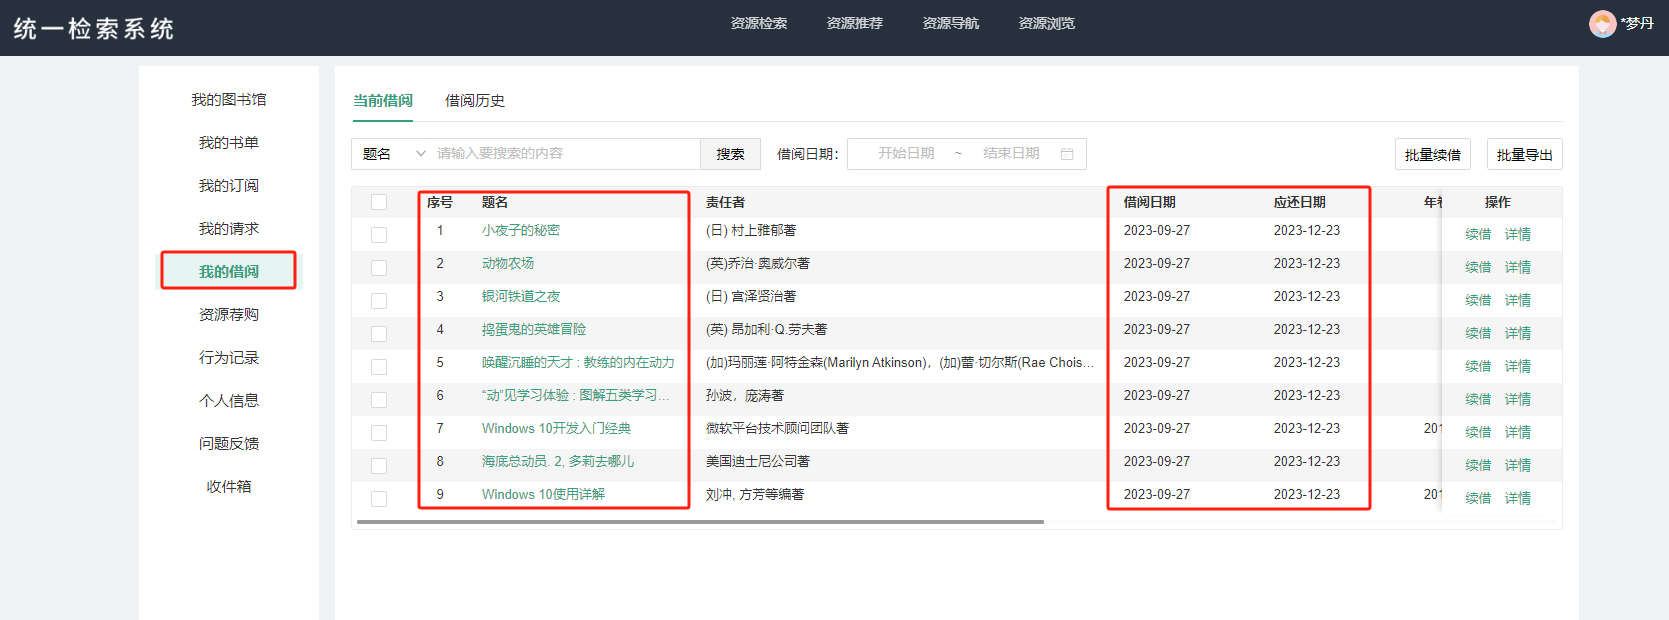 统一检索系统
资源检索 资源推荐 资源导航 资源浏览
*梦丹
我的图书馆
我的书单
我的订阅
我的请求
我的借阅
资源荐购
行为记录
个人信息
问题反馈
收件箱
当前借阅 借阅历史
题名 请输入要搜索的内容 搜索 借阅日期: 开始日期 ~ 结束日期 批量续借 批量导出
序号 题名 责任者 借阅日期 应还日期 年 操作
1 小夜子的秘密 (日) 村上雅郁著 2023-09-27 2023-12-23 续借 详情
2 动物农场 (英)乔治·奥威尔著 2023-09-27 2023-12-23 续借 详情
3 银河铁道之夜 (日) 宫泽贤治著 2023-09-27 2023-12-23 续借 详情
4 捣蛋鬼的英雄冒险 (英) 昂加利·Q.劳夫著 2023-09-27 2023-12-23 续借 详情
5 唤醒沉睡的天才 : 教练的内在动力 (加)玛丽莲·阿特金森(Marilyn Atkinson)，(加)蕾·切尔斯(Rae Chois... 2023-09-27 2023-12-23 续借 详情
6 “动”见学习体验 : 图解五类学习... 孙波，庞涛著 2023-09-27 2023-12-23 续借 详情
7 Windows 10开发入门经典 微软平台技术顾问团队著 2023-09-27 2023-12-23 201 续借 详情
8 海底总动员. 2, 多莉去哪儿 美国迪士尼公司著 2023-09-27 2023-12-23 续借 详情
9 Windows 10使用详解 刘冲, 方芳等编著 2023-09-27 2023-12-23 201 续借 详情